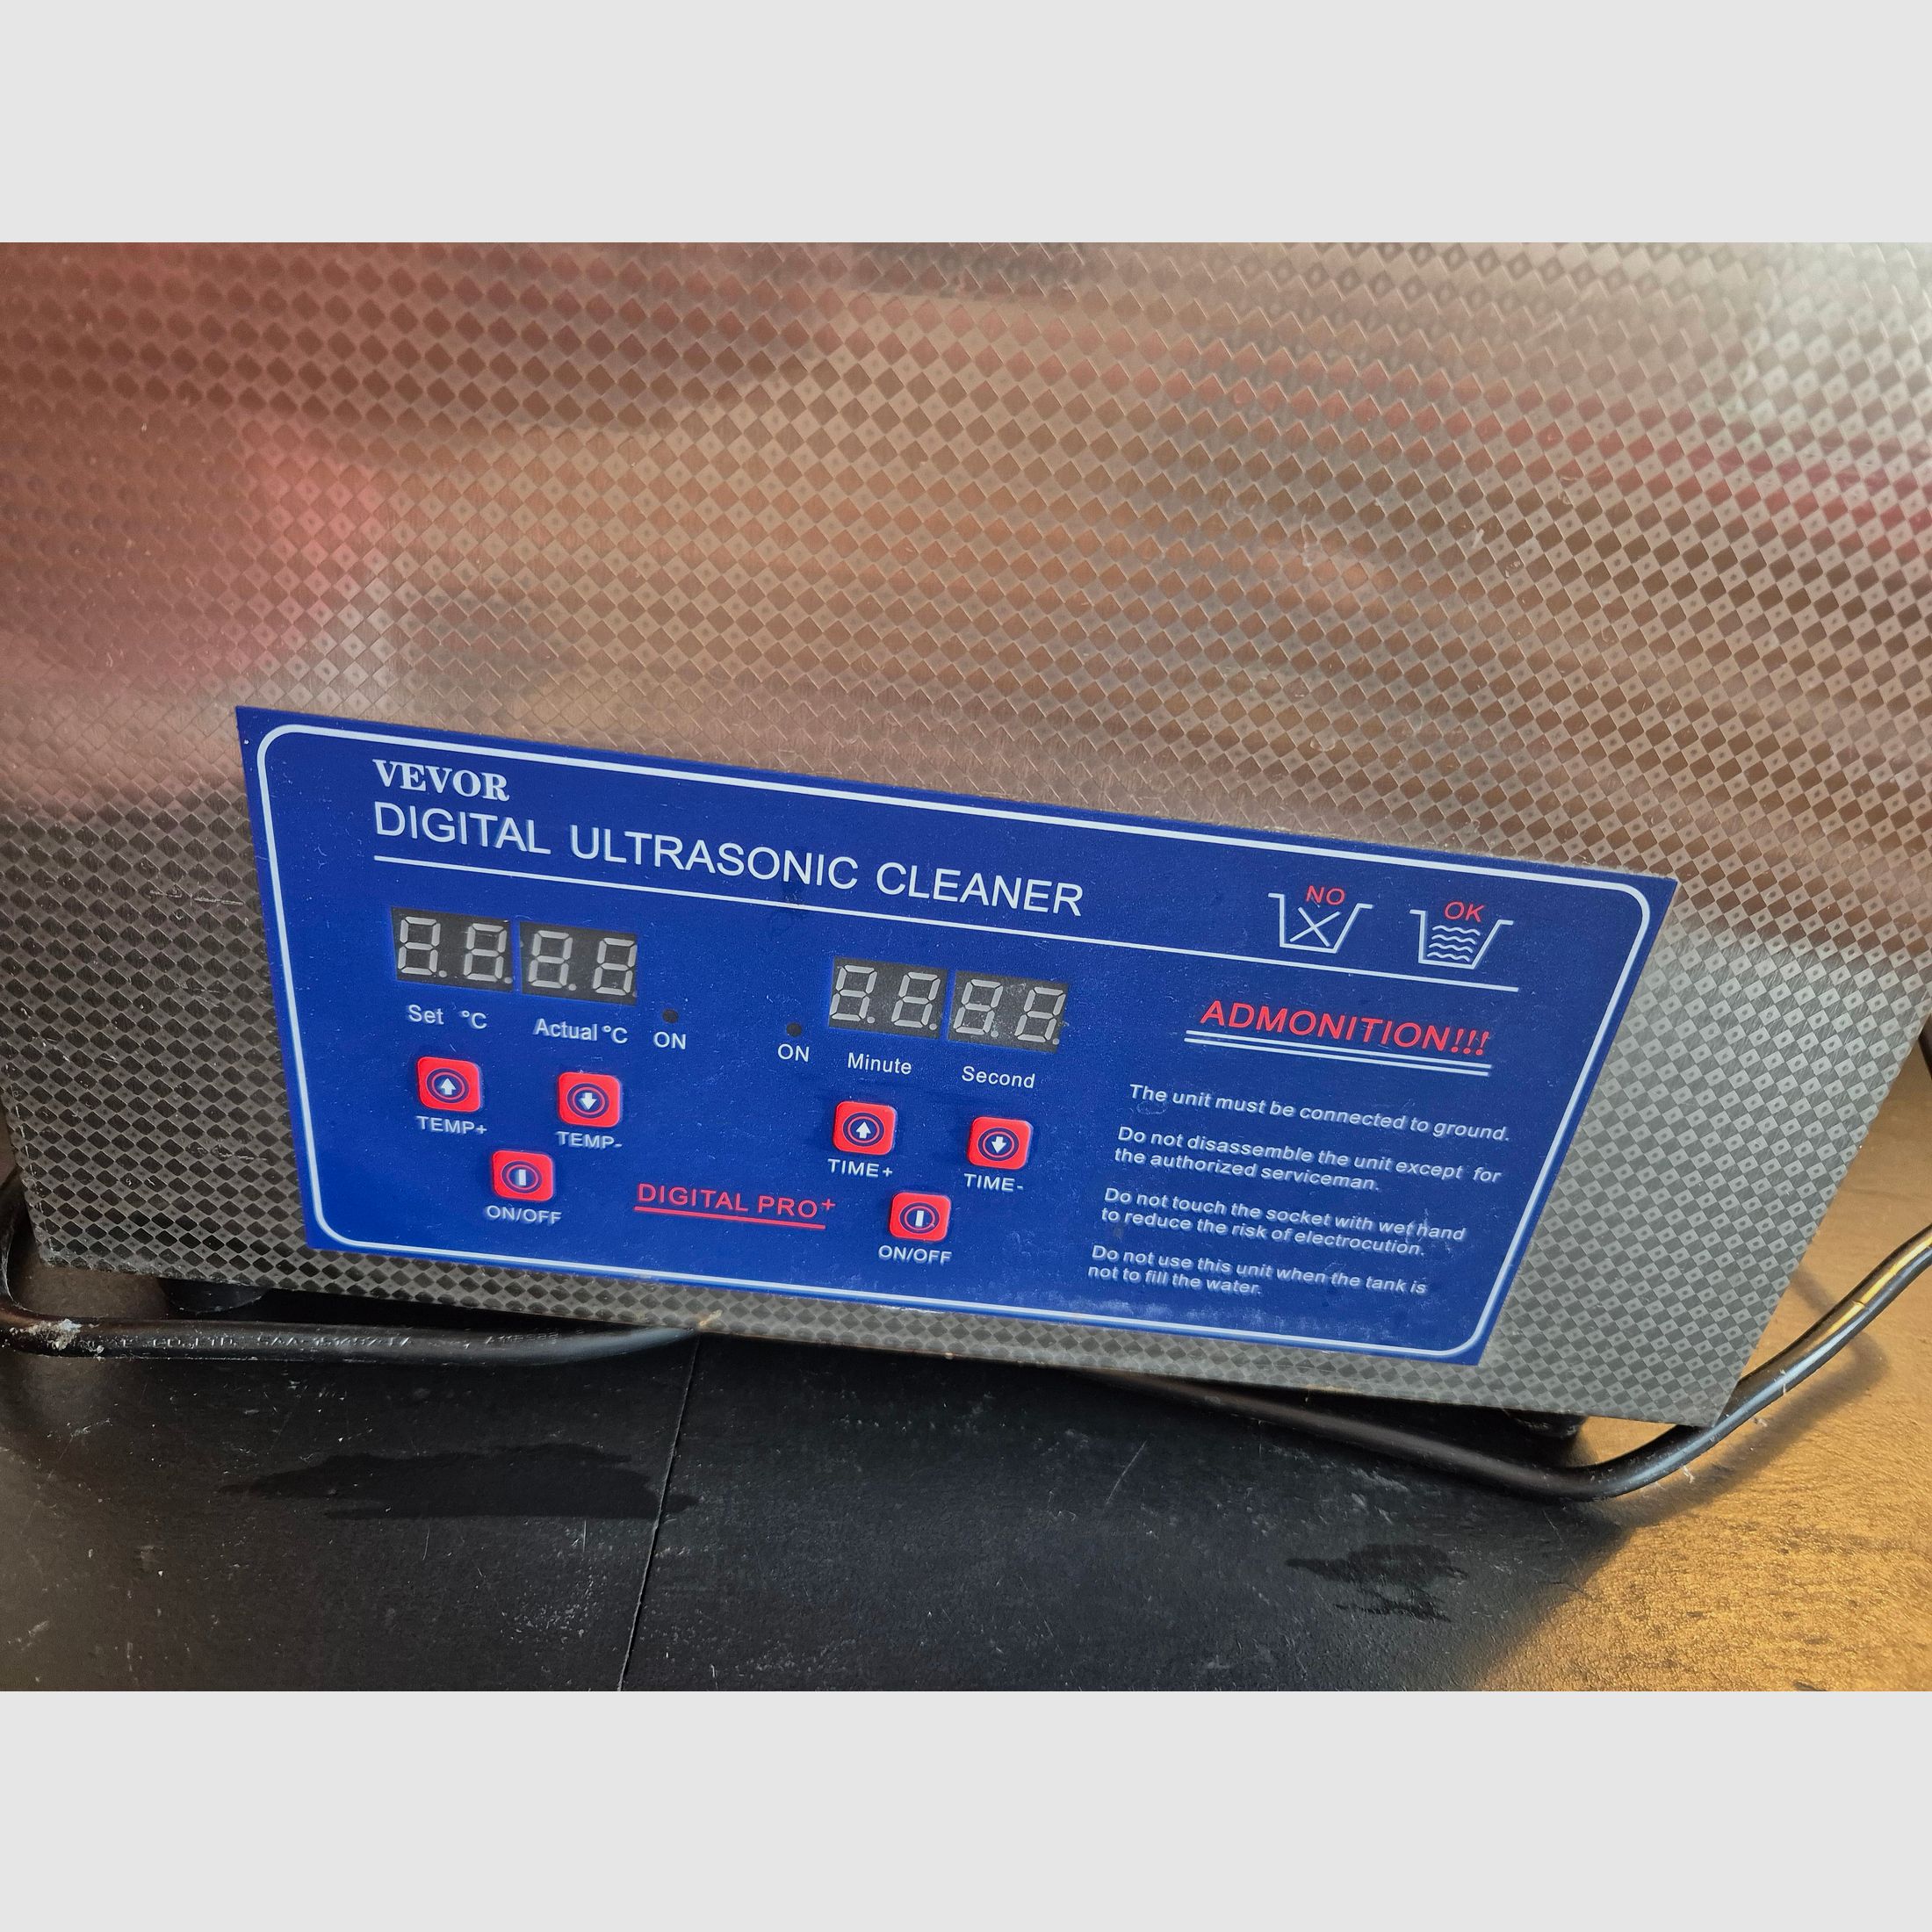 VEVOR
DIGITAL ULTRASONIC CLEANER
NO
OK
Set °C
Actual °C
ON
ON
Minute
Second
ADMONITION!!!
TEMP+
TEMP-
ON/OFF
DIGITAL PRO+
TIME+
TIME-
ON/OFF
The unit must be connected to ground.
Do not disassemble the unit except for
the authorized serviceman.
Do not touch the socket with wet hand
to reduce the risk of electrocution.
Do not use this unit when the tank is
not to fill the water.